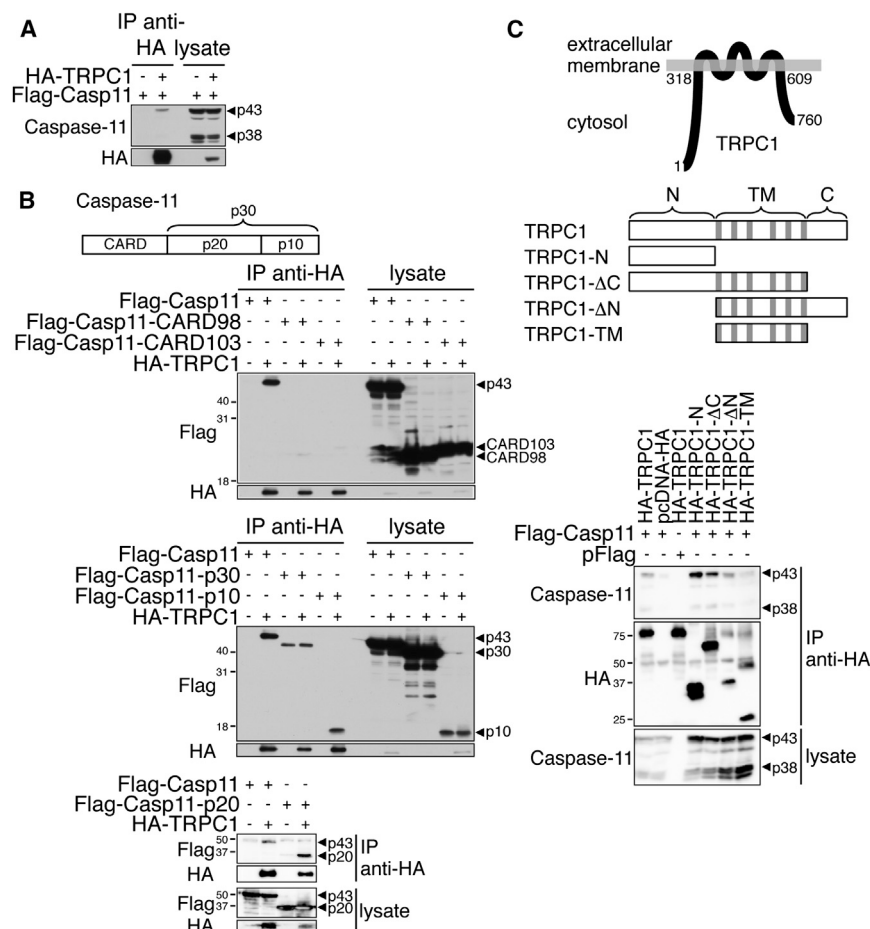 A
IP anti-
HA lysate
HA-TRPC1 - + - +
Flag-Casp11 + + + +
Caspase-11
p43
p38
HA
B
Caspase-11
p30
CARD p20 p10
IP anti-HA lysate
Flag-Casp11 + + - - - - + + - - - -
Flag-Casp11-CARD98 - - + + - - - - + + - -
Flag-Casp11-CARD103 - - - - + + - - - - + +
HA-TRPC1 - + - + - + - + - + - +
Flag
40
31
18
p43
CARD103
CARD98
HA
IP anti-HA lysate
Flag-Casp11 + + - - - - + + - - - -
Flag-Casp11-p30 - - + + - - - - + + - -
Flag-Casp11-p10 - - - - + + - - - - + +
HA-TRPC1 - + - + - + - + - + - +
Flag
40
31
18
p43
p30
p10
HA
Flag-Casp11 + + - -
Flag-Casp11-p20 - - + +
HA-TRPC1 - + - +
Flag
50
37
p43
p20
HA
IP
anti-HA
Flag
50
37
p43
p20
HA
lysate
C
extracellular
membrane
318
609
cytosol
760
1
TRPC1
N TM C
TRPC1
TRPC1-N
TRPC1-ΔC
TRPC1-ΔN
TRPC1-TM
HA-TRPC1
pcDNA-HA
HA-TRPC1
HA-TRPC1-N
HA-TRPC1-ΔC
HA-TRPC1-ΔN
HA-TRPC1-TM
Flag-Casp11 + + + + + +
pFlag +
Caspase-11
p43
p38
HA
75
50
37
25
IP
anti-HA
Caspase-11
p43
p38
lysate